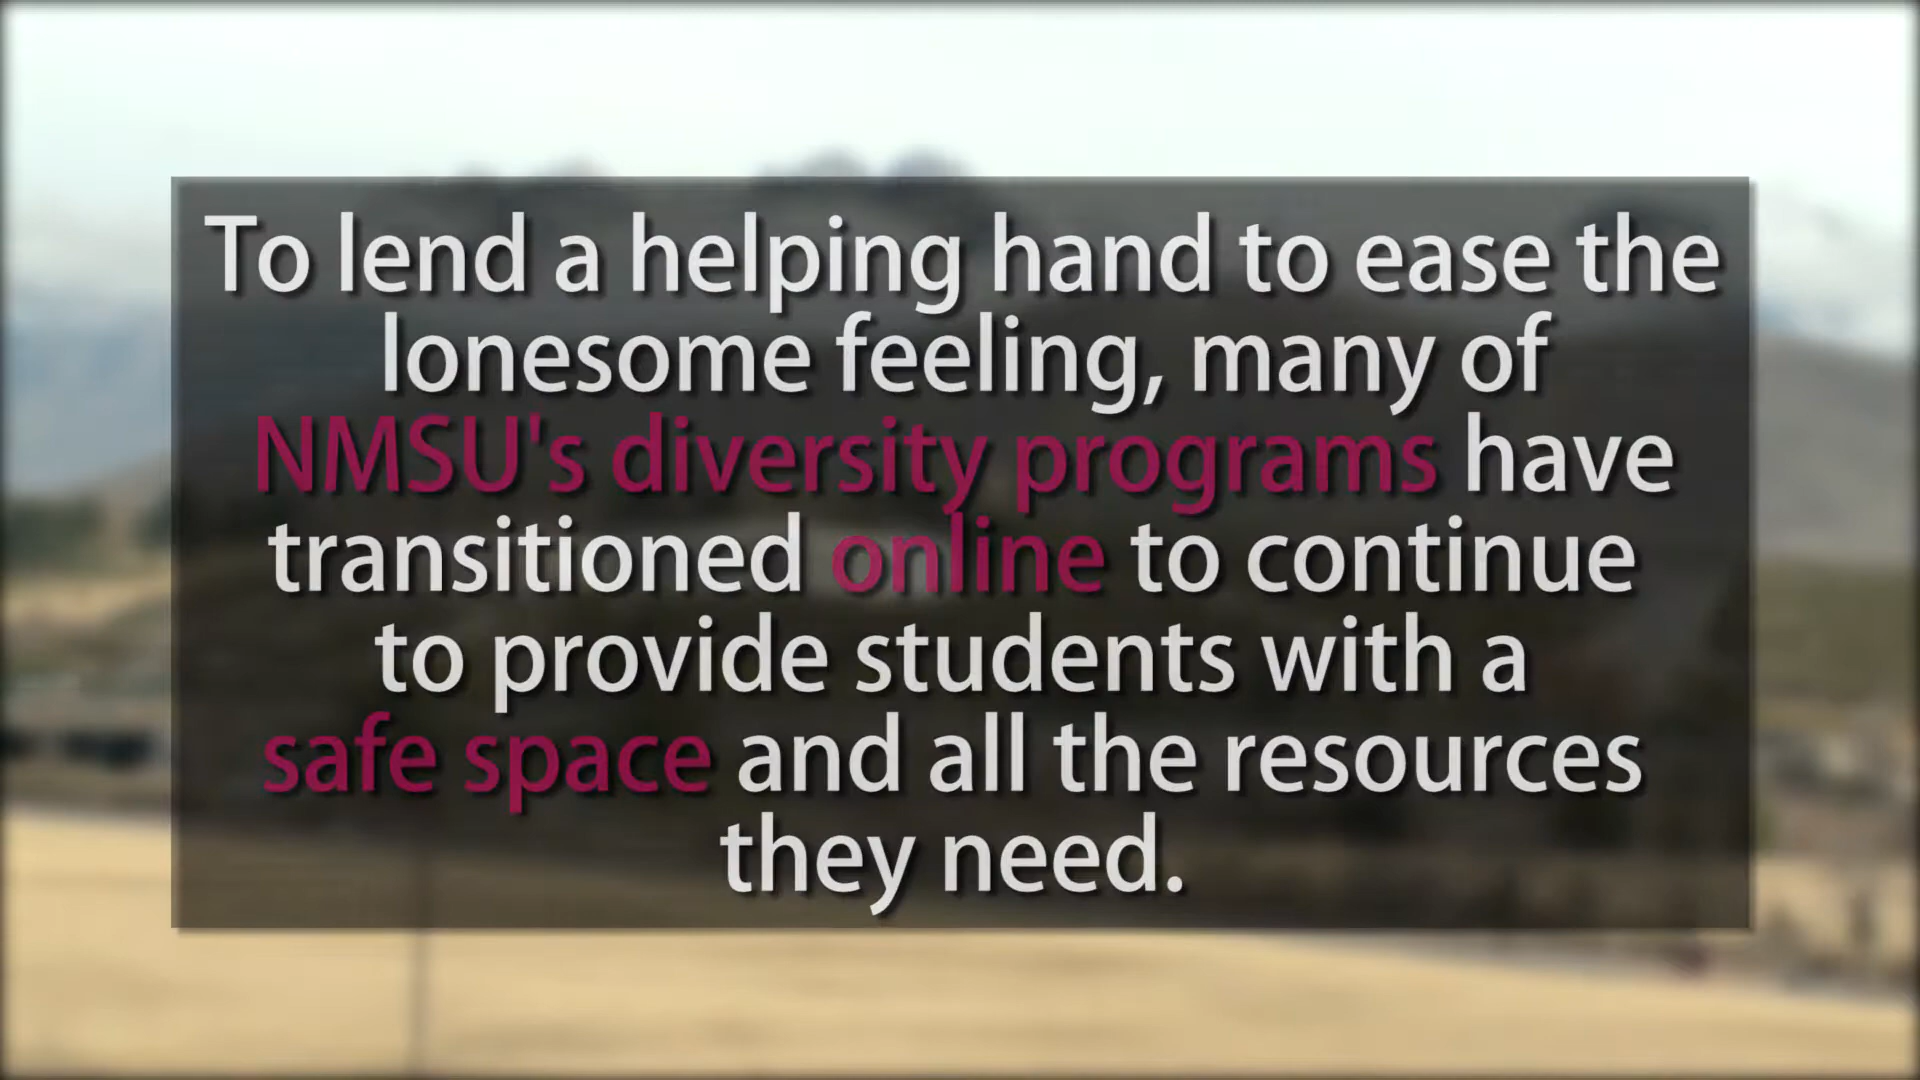 To lend a helping hand to ease the
lonesome feeling, many of
NMSU's diversity programs have
transitioned online to continue
to provide students with a
safe space and all the resources
they need.